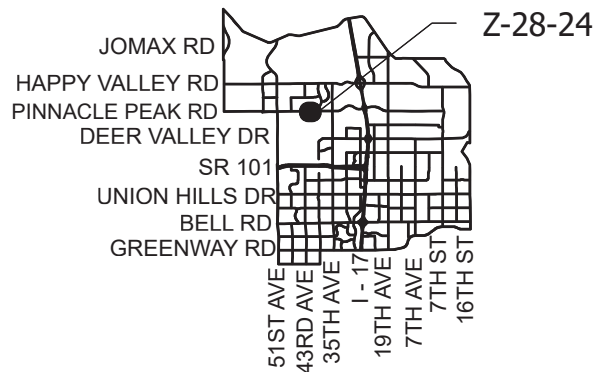 Z-28-24
JOMAX RD
HAPPY VALLEY RD
PINNACLE PEAK RD
DEER VALLEY DR
SR 101
UNION HILLS DR
BELL RD
GREENWAY RD
51ST AVE
43RD AVE
35TH AVE
I - 17
19TH AVE
7TH AVE
7TH ST
16TH ST